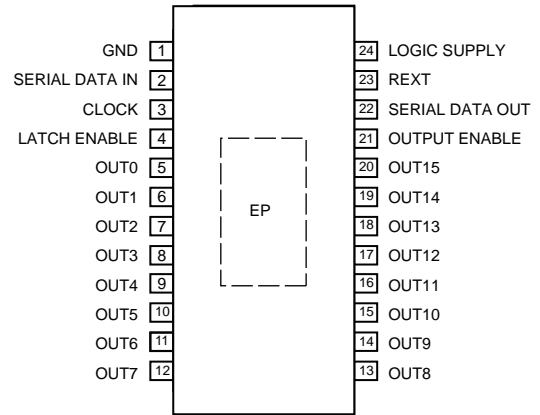 GND 1 24 LOGIC SUPPLY
SERIAL DATA IN 2 23 REXT
CLOCK 3 22 SERIAL DATA OUT
LATCH ENABLE 4 21 OUTPUT ENABLE
OUT0 5 20 OUT15
OUT1 6 19 OUT14
OUT2 7 EP 18 OUT13
OUT3 8 17 OUT12
OUT4 9 16 OUT11
OUT5 10 15 OUT10
OUT6 11 14 OUT9
OUT7 12 13 OUT8